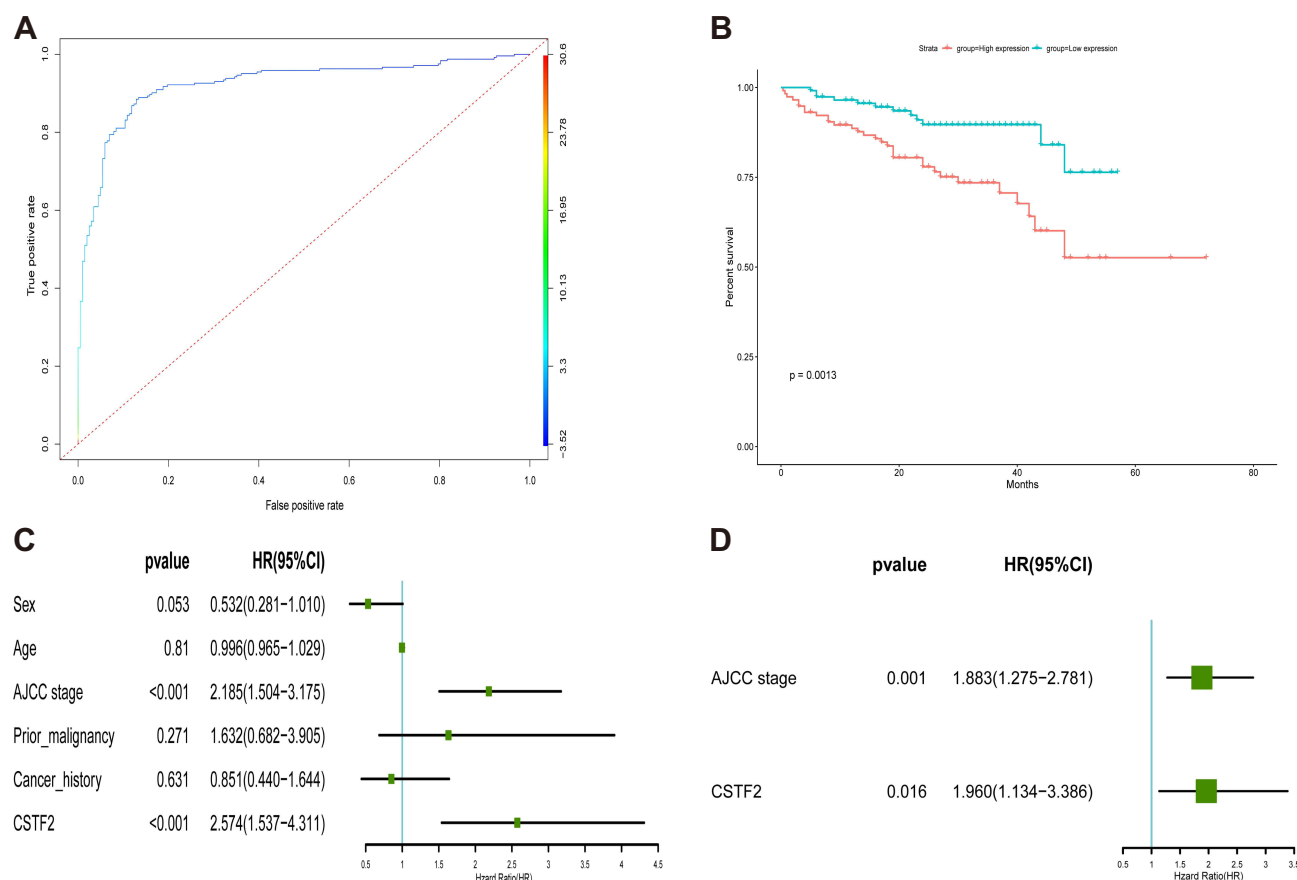 A
True positive rate
0.0
0.2
0.4
0.6
0.8
1.0
0.0 0.2 0.4 0.6 0.8 1.0
False positive rate
30.6
23.78
16.95
10.13
3.3
−3.52
B
Strata group=High expression group=Low expression
Percent survival
1.00
0.75
0.50
0.25
0.00
p = 0.0013
0 20 40 60 80
Months
C
pvalue HR(95%CI)
Sex 0.053 0.532(0.281−1.010)
Age 0.81 0.996(0.965−1.029)
AJCC stage <0.001 2.185(1.504−3.175)
Prior_malignancy 0.271 1.632(0.682−3.905)
Cancer_history 0.631 0.851(0.440−1.644)
CSTF2 <0.001 2.574(1.537−4.311)
0.5 1 1.5 2 2.5 3 3.5 4 4.5
Hzard Ratio(HR)
D
pvalue HR(95%CI)
AJCC stage 0.001 1.883(1.275−2.781)
CSTF2 0.016 1.960(1.134−3.386)
0.5 1 1.5 2 2.5 3 3.5
Hzard Ratio(HR)